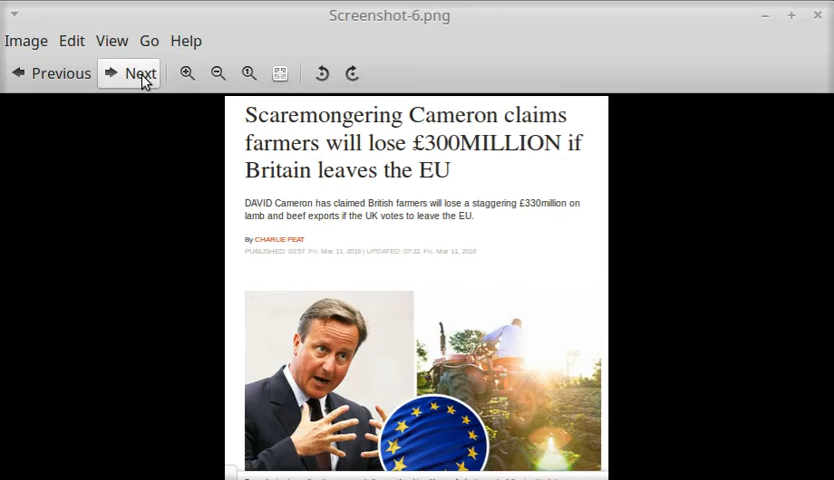 Screenshot-6.png
Image Edit View Go Help
Previous Next
Scaremongering Cameron claims
farmers will lose £300MILLION if
Britain leaves the EU
DAVID Cameron has claimed British farmers will lose a staggering £330million on
lamb and beef exports if the UK votes to leave the EU.
By CHARLIE PEAT
PUBLISHED: 03:57, Fri, Mar 11, 2016 | UPDATED: 07:32, Fri, Mar 11, 2016